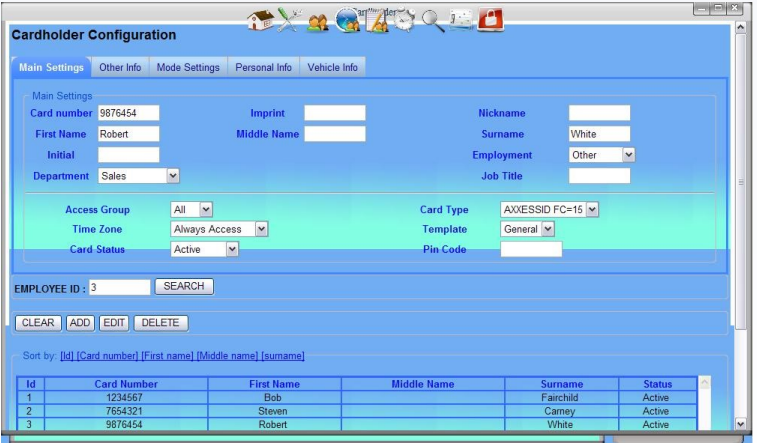 Cardholder
Cardholder Configuration
Main Settings Other Info Mode Settings Personal Info Vehicle Info
Main Settings
Card number 9876454 Imprint Nickname
First Name Robert Middle Name Surname White
Initial Employment Other
Department Sales Job Title
Access Group All Card Type AXXESSID FC=15
Time Zone Always Access Template General
Card Status Active Pin Code
EMPLOYEE ID : 3 SEARCH
CLEAR ADD EDIT DELETE
Sort by: [Id] [Card number] [First name] [Middle name] [surname]
Id Card Number First Name Middle Name Surname Status
1 1234567 Bob Fairchild Active
2 7654321 Steven Carney Active
3 9876454 Robert White Active